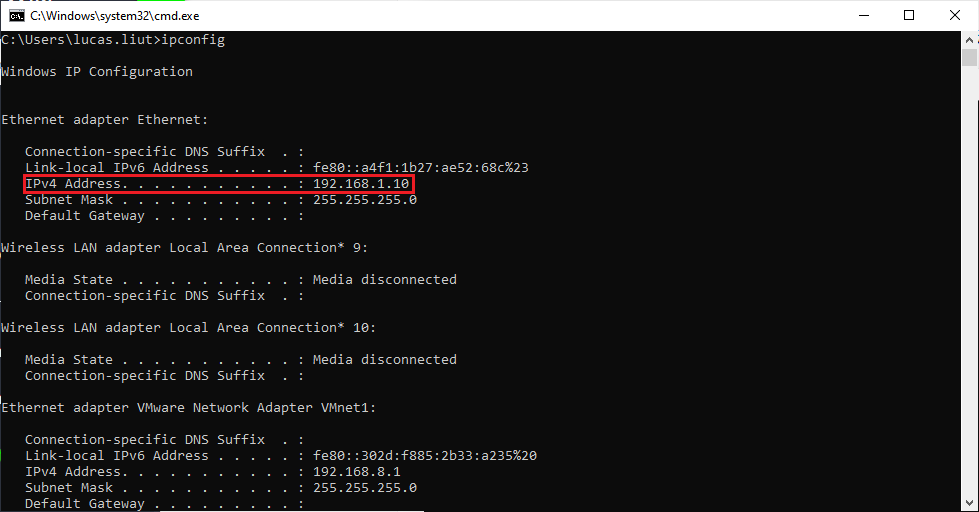 C:\Windows\system32\cmd.exe
C:\Users\lucas.liut>ipconfig
Windows IP Configuration
Ethernet adapter Ethernet:
Connection-specific DNS Suffix  . :
Link-local IPv6 Address . . . . . : fe80::a4f1:1b27:ae52:68c%23
IPv4 Address. . . . . . . . . . . : 192.168.1.10
Subnet Mask . . . . . . . . . . . : 255.255.255.0
Default Gateway . . . . . . . . . :
Wireless LAN adapter Local Area Connection* 9:
Media State . . . . . . . . . . . : Media disconnected
Connection-specific DNS Suffix  . :
Wireless LAN adapter Local Area Connection* 10:
Media State . . . . . . . . . . . : Media disconnected
Connection-specific DNS Suffix  . :
Ethernet adapter VMware Network Adapter VMnet1:
Connection-specific DNS Suffix  . :
Link-local IPv6 Address . . . . . : fe80::302d:f885:2b33:a235%20
IPv4 Address. . . . . . . . . . . : 192.168.8.1
Subnet Mask . . . . . . . . . . . : 255.255.255.0
Default Gateway . . . . . . . . . :